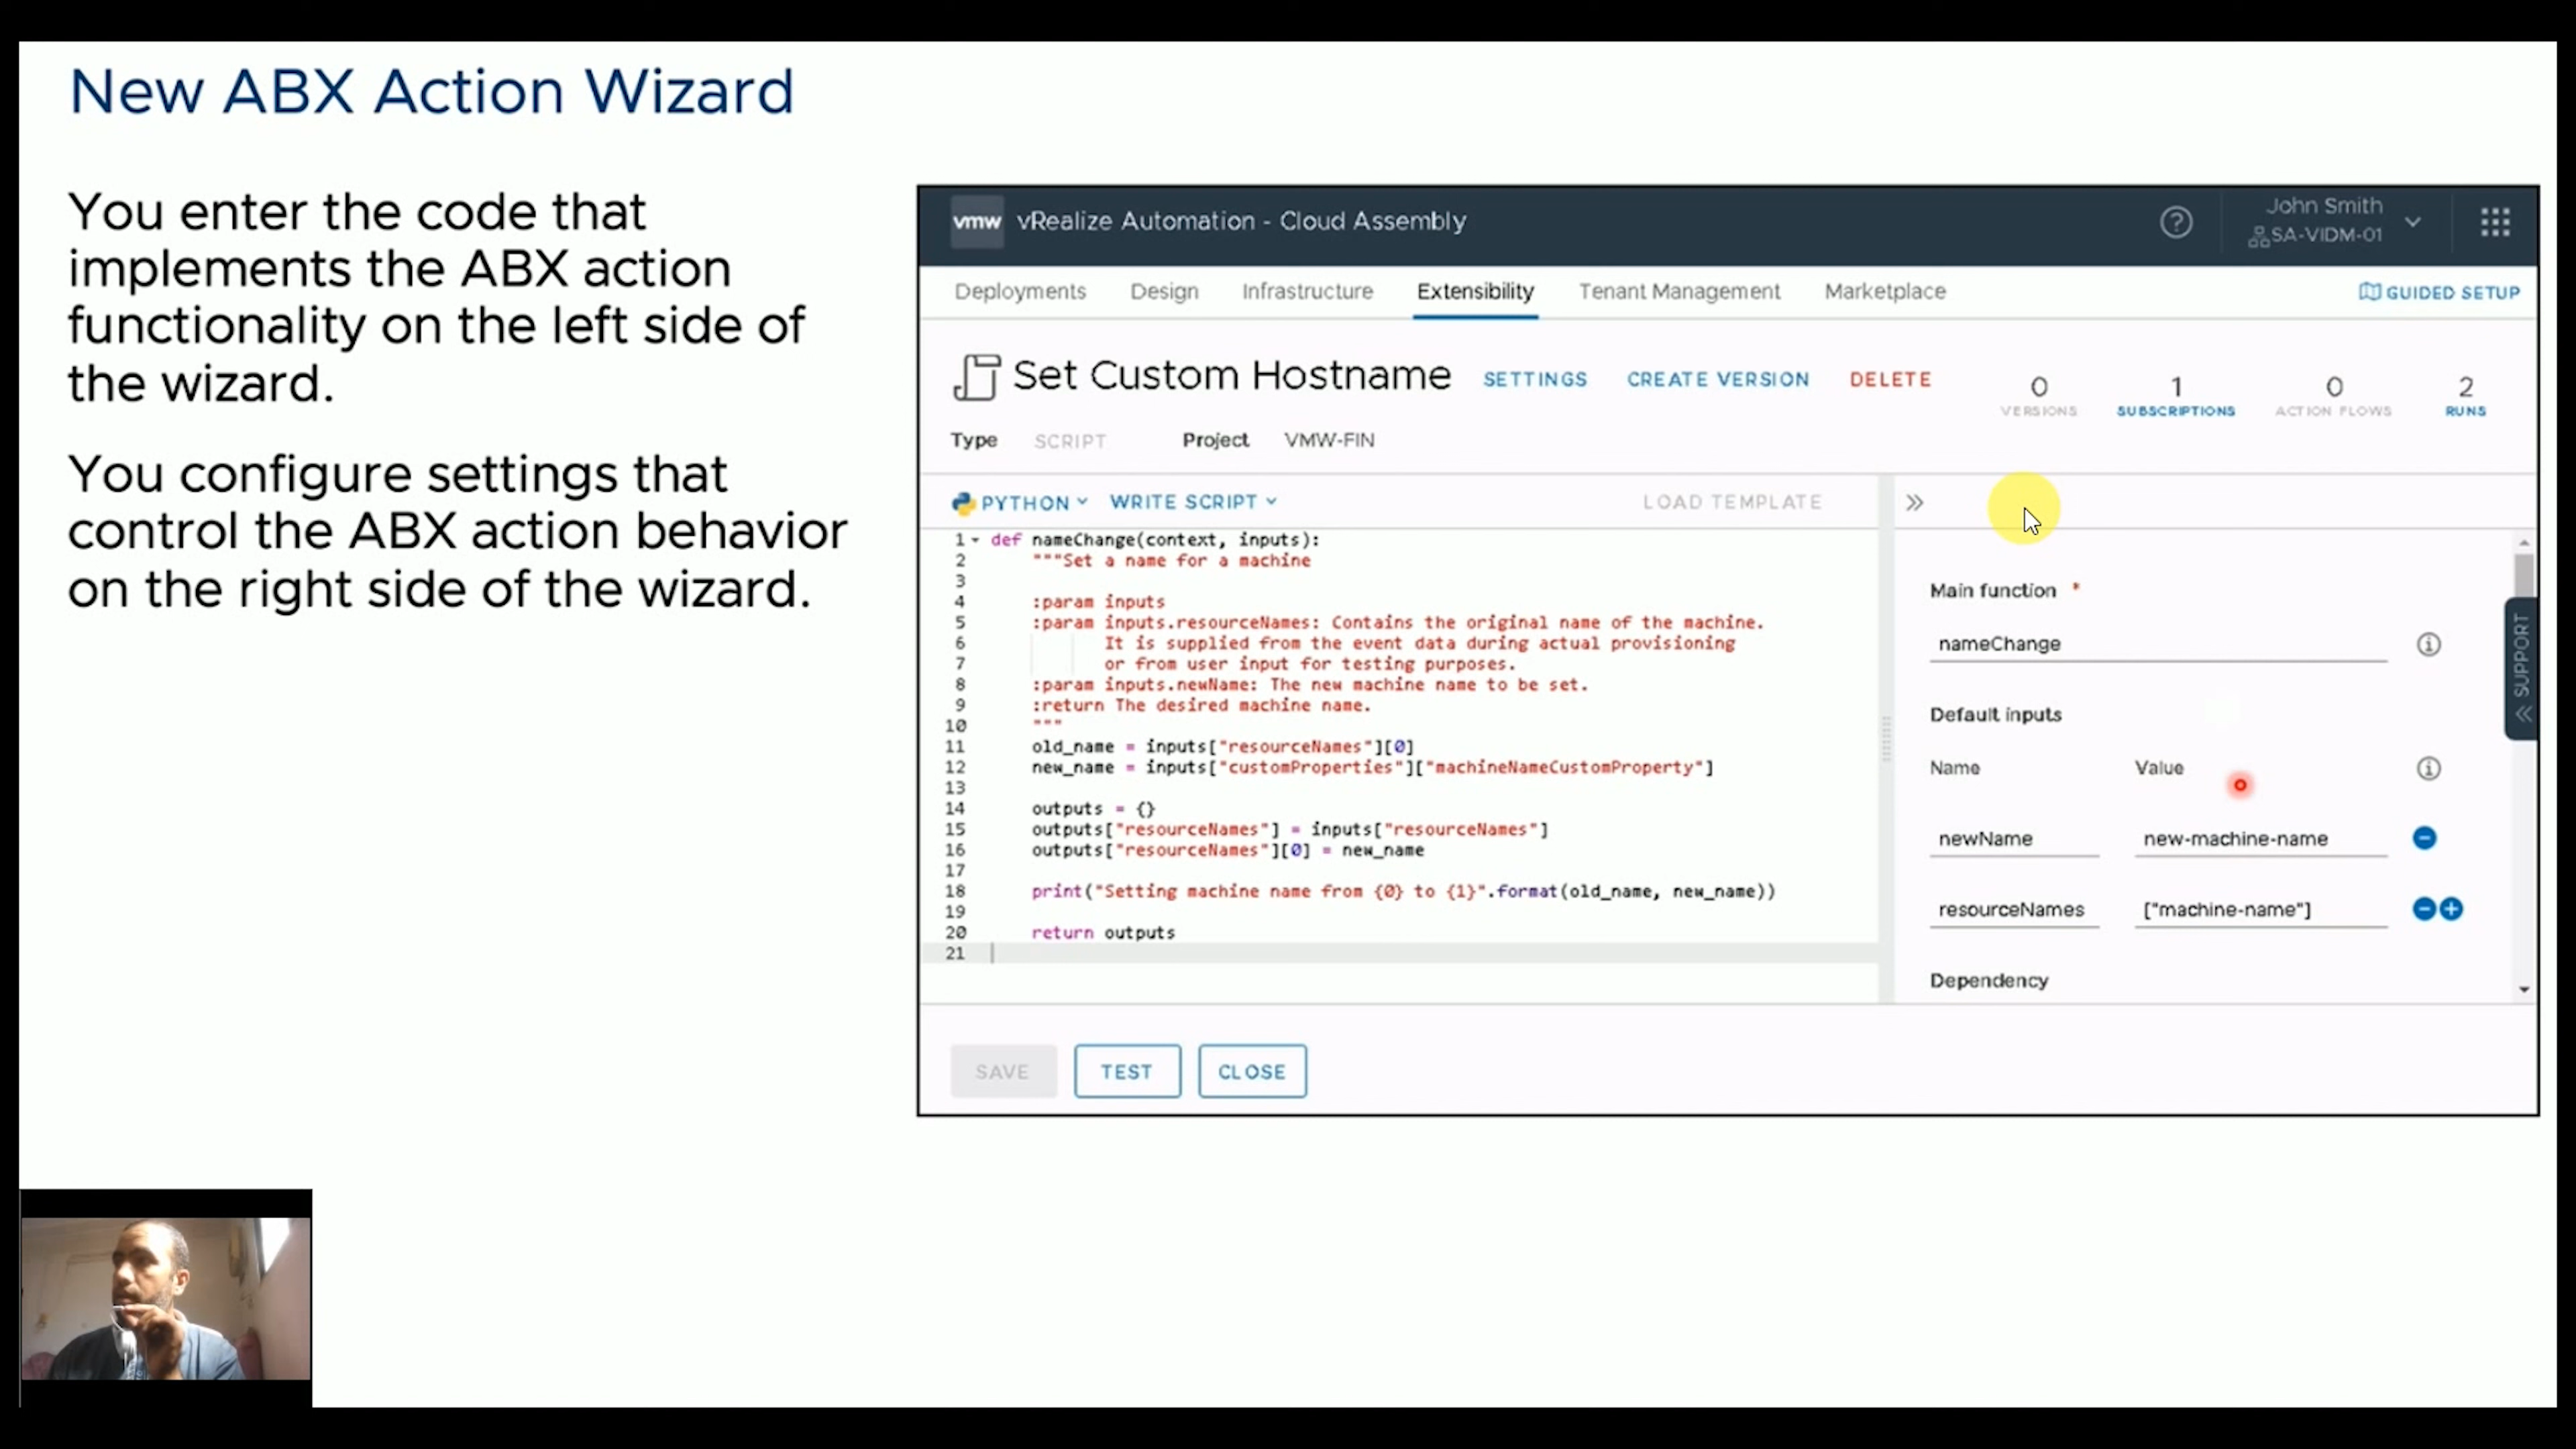 New ABX Action Wizard
You enter the code that
implements the ABX action
functionality on the left side of
the wizard.
You configure settings that
control the ABX action behavior
on the right side of the wizard.
vmw vRealize Automation - Cloud Assembly
John Smith
SA-VIDM-01
Deployments Design Infrastructure Extensibility Tenant Management Marketplace GUIDED SETUP
Set Custom Hostname SETTINGS CREATE VERSION DELETE
0 1 0 2
VERSIONS SUBSCRIPTIONS ACTION FLOWS RUNS
Type SCRIPT Project VMW-FIN
PYTHON WRITE SCRIPT LOAD TEMPLATE
1 def nameChange(context, inputs):
2 """Set a name for a machine
3
4 :param inputs
5 :param inputs.resourceNames: Contains the original name of the machine.
6 It is supplied from the event data during actual provisioning
7 or from user input for testing purposes.
8 :param inputs.newName: The new machine name to be set.
9 :return The desired machine name.
10 """
11 old_name = inputs["resourceNames"][0]
12 new_name = inputs["customProperties"]["machineNameCustomProperty"]
13
14 outputs = {}
15 outputs["resourceNames"] = inputs["resourceNames"]
16 outputs["resourceNames"][0] = new_name
17
18 print("Setting machine name from {0} to {1}".format(old_name, new_name))
19
20 return outputs
21
Main function *
nameChange
Default inputs
Name Value
newName new-machine-name
resourceNames ["machine-name"]
Dependency
SUPPORT
SAVE TEST CLOSE